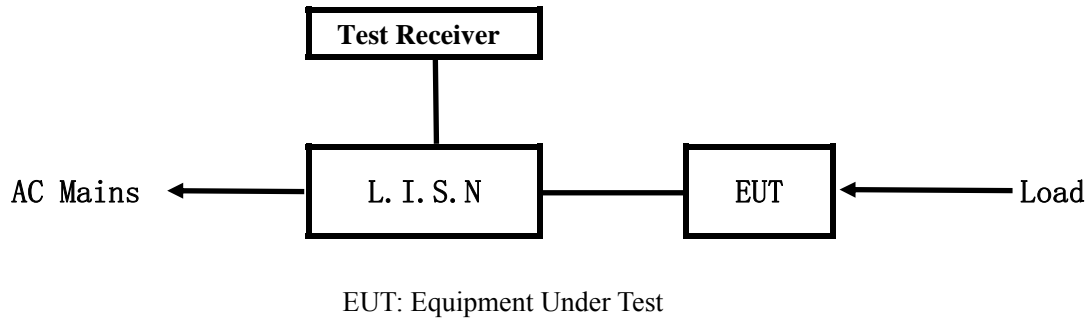 Test Receiver
AC Mains
L.I.S.N
EUT
Load
EUT: Equipment Under Test